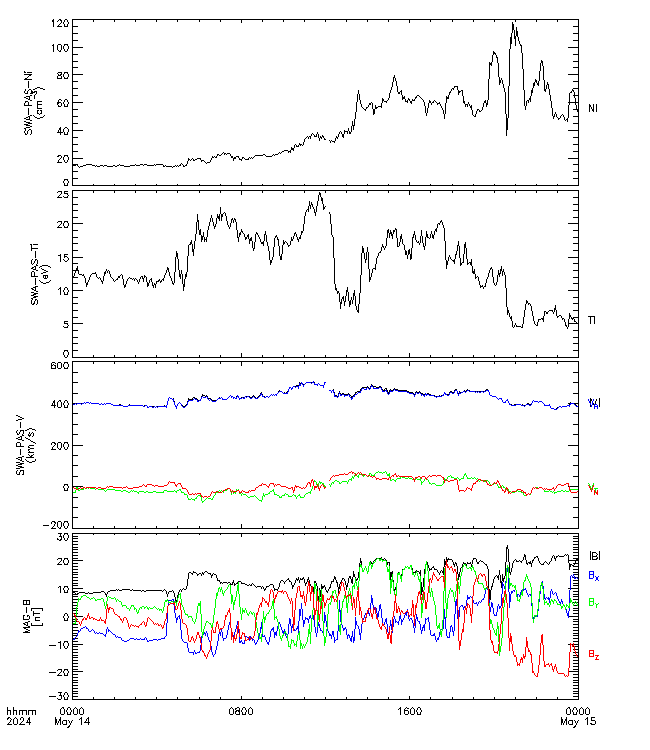 120
100
80
60
40
20
0
SWA-PAS-Ni
(cm⁻³)
NI
25
20
15
10
5
0
SWA-PAS-Ti
(eV)
TI
600
400
200
0
-200
SWA-PAS-V
(km/s)
V_N
30
20
10
0
-10
-20
-30
MAG-B
[nT]
|B|
B_X
B_Y
B_Z
hhmm 0000 0800 1600 0000
2024 May 14 May 15